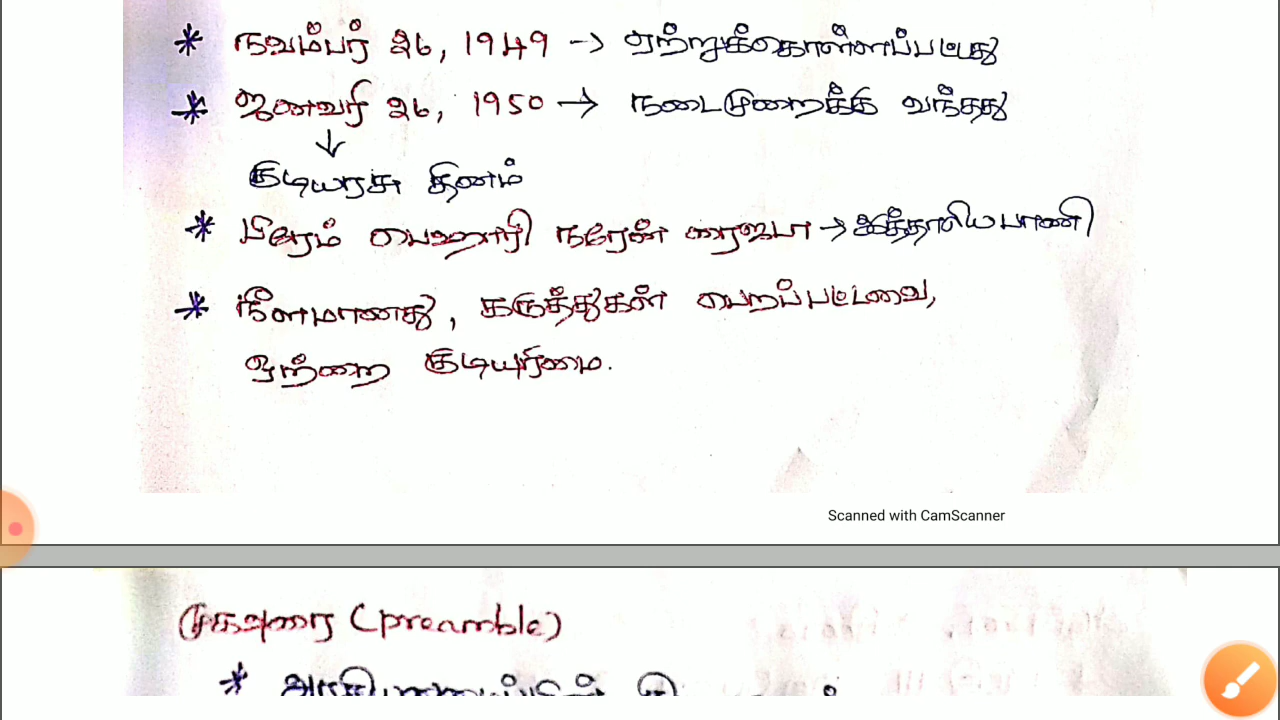 * நவம்பர் 26, 1949 -> ஏற்றுக்கொள்ளப்பட்டது
* ஜனவரி 26, 1950 -> நடைமுறைக்கு வந்தது
↓
குடியரசு தினம்
* பிரேம் பெஹாரி நரேன் ரைஜடா -> இத்தாலிய பாணி
* நீளமானது, கருத்துகள் பெறப்பட்டவை,
ஒற்றை குடியுரிமை.
Scanned with CamScanner
முகவுரை (preamble)
*